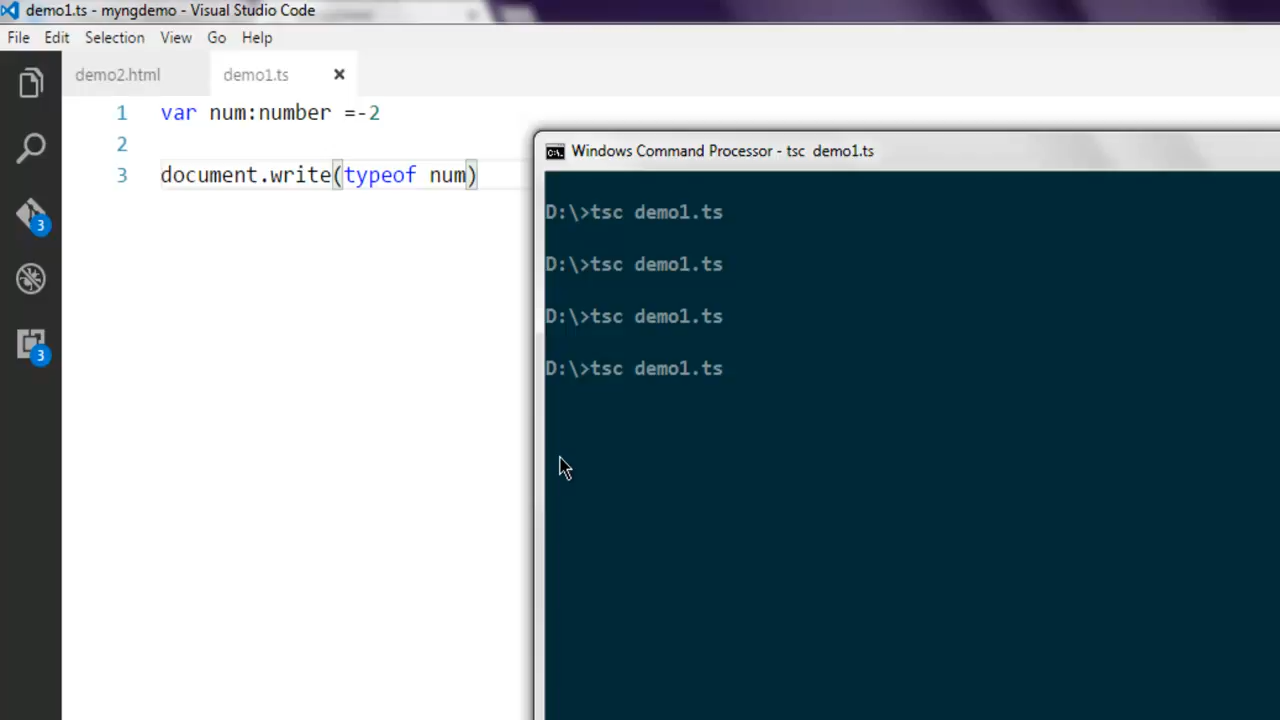 demo1.ts - myngdemo - Visual Studio Code
File Edit Selection View Go Help
demo2.html demo1.ts
1 var num:number =-2
2
3 document.write(typeof num)
3
3
Windows Command Processor - tsc demo1.ts
D:\>tsc demo1.ts
D:\>tsc demo1.ts
D:\>tsc demo1.ts
D:\>tsc demo1.ts